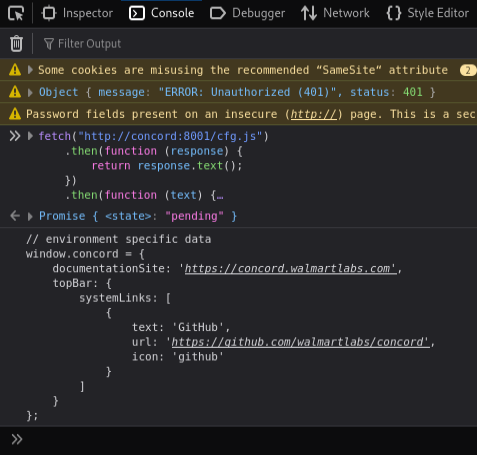 Inspector Console Debugger Network {} Style Editor
Filter Output
Some cookies are misusing the recommended “SameSite“ attribute 2
Object { message: "ERROR: Unauthorized (401)", status: 401 }
Password fields present on an insecure (http://) page. This is a sec
fetch("http://concord:8001/cfg.js")
.then(function (response) {
return response.text();
})
.then(function (text) {…
Promise { <state>: "pending" }
// environment specific data
window.concord = {
documentationSite: 'https://concord.walmartlabs.com',
topBar: {
systemLinks: [
{
text: 'GitHub',
url: 'https://github.com/walmartlabs/concord',
icon: 'github'
}
]
}
};